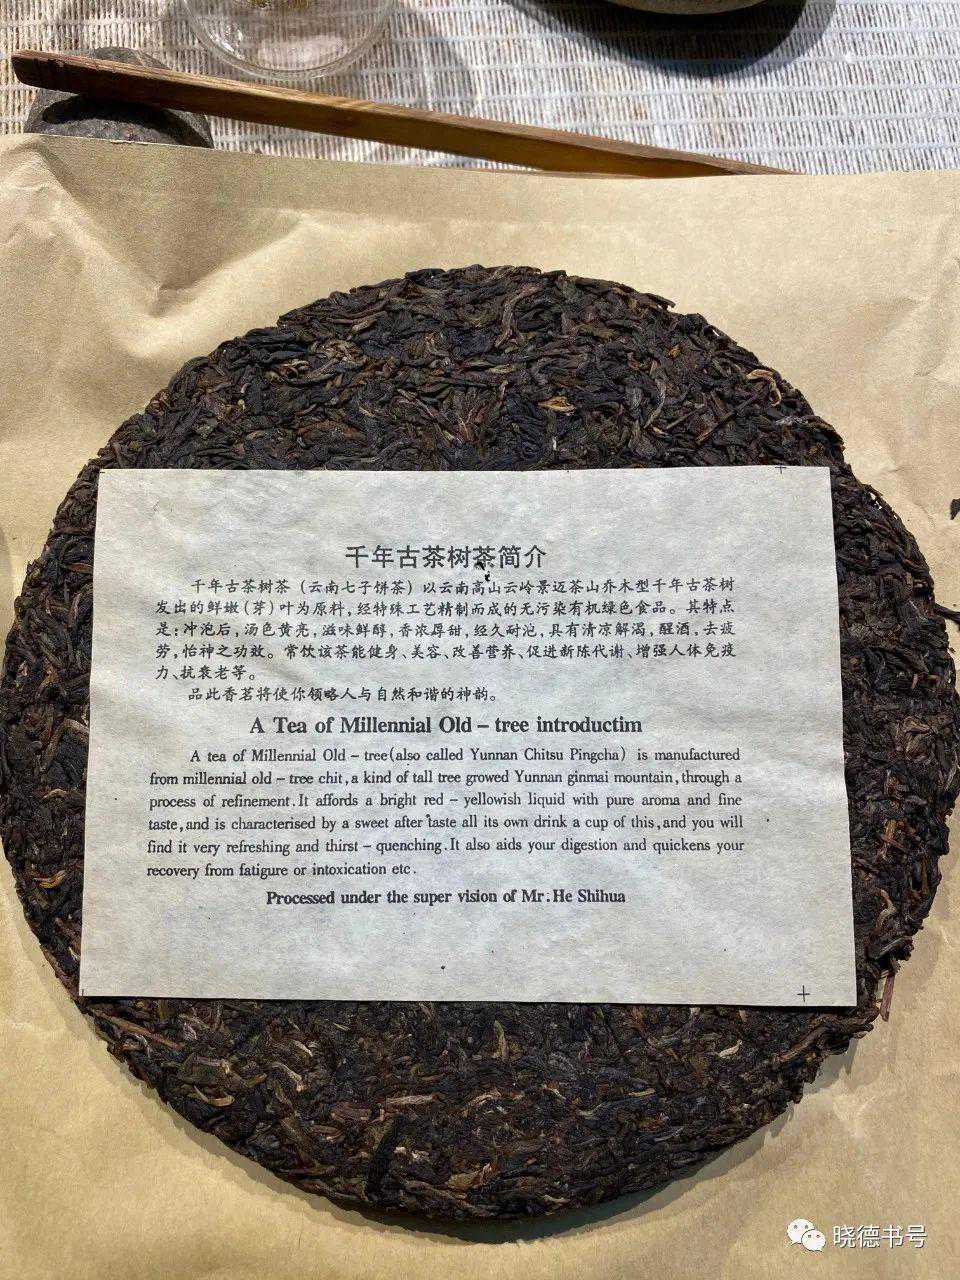 千年古茶树茶简介
千年古茶树茶（云南七子饼茶）以云南高山云岭景迈茶山乔木型千年古茶树
发出的鲜嫩(芽)叶为原料,经特殊工艺精制而成的无污染有机绿色食品。其特点
是:冲泡后,汤色黄亮,滋味鲜醇,香浓厚甜,经久耐泡,具有清凉解渴,醒酒,去疲
劳,怡神之功效。常饮该茶能健身、美容、改善营养、促进新陈代谢、增强人体免疫
力、抗衰老等。
品此香茗将使你领略人与自然和谐的神韵。
A Tea of Millennial Old – tree introductim
A tea of Millennial Old – tree(also called Yunnan Chitsu Pingcha) is manufactured
from millennial old – tree chit,a kind of tall tree growed Yunnan ginmai mountain,through a
process of refinement.It affords a bright red – yellowish liquid with pure aroma and fine
taste,and is characterised by a sweet after taste all its own drink a cup of this,and you will
find it very refreshing and thirst – quenching.It also aids your digestion and quickens your
recovery from fatigure or intoxication etc.
Processed under the super vision of Mr.He Shihua
晓德书号